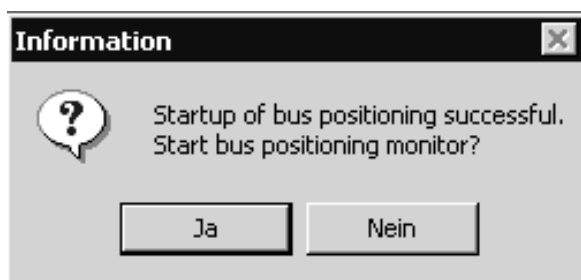 Information
Startup of bus positioning successful.
Start bus positioning monitor?
Ja
Nein